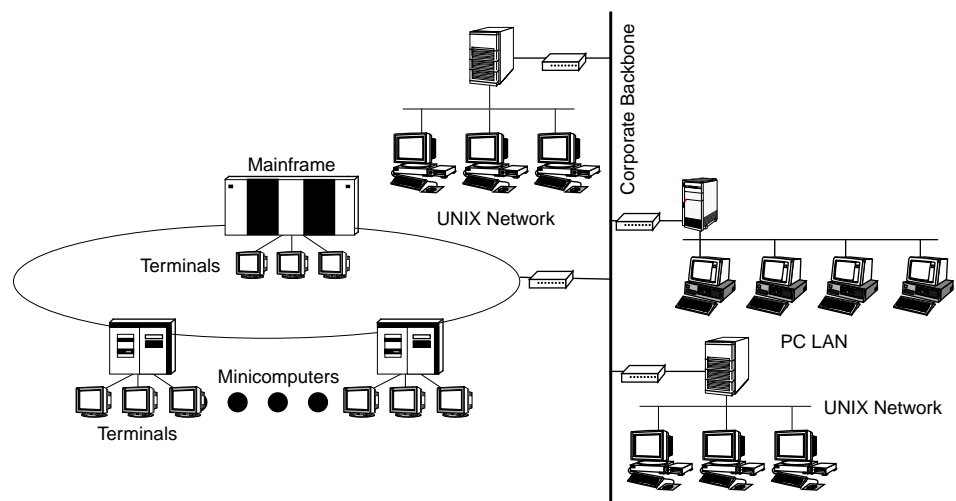 Corporate Backbone
Mainframe
UNIX Network
Terminals
PC LAN
Minicomputers
UNIX Network
Terminals